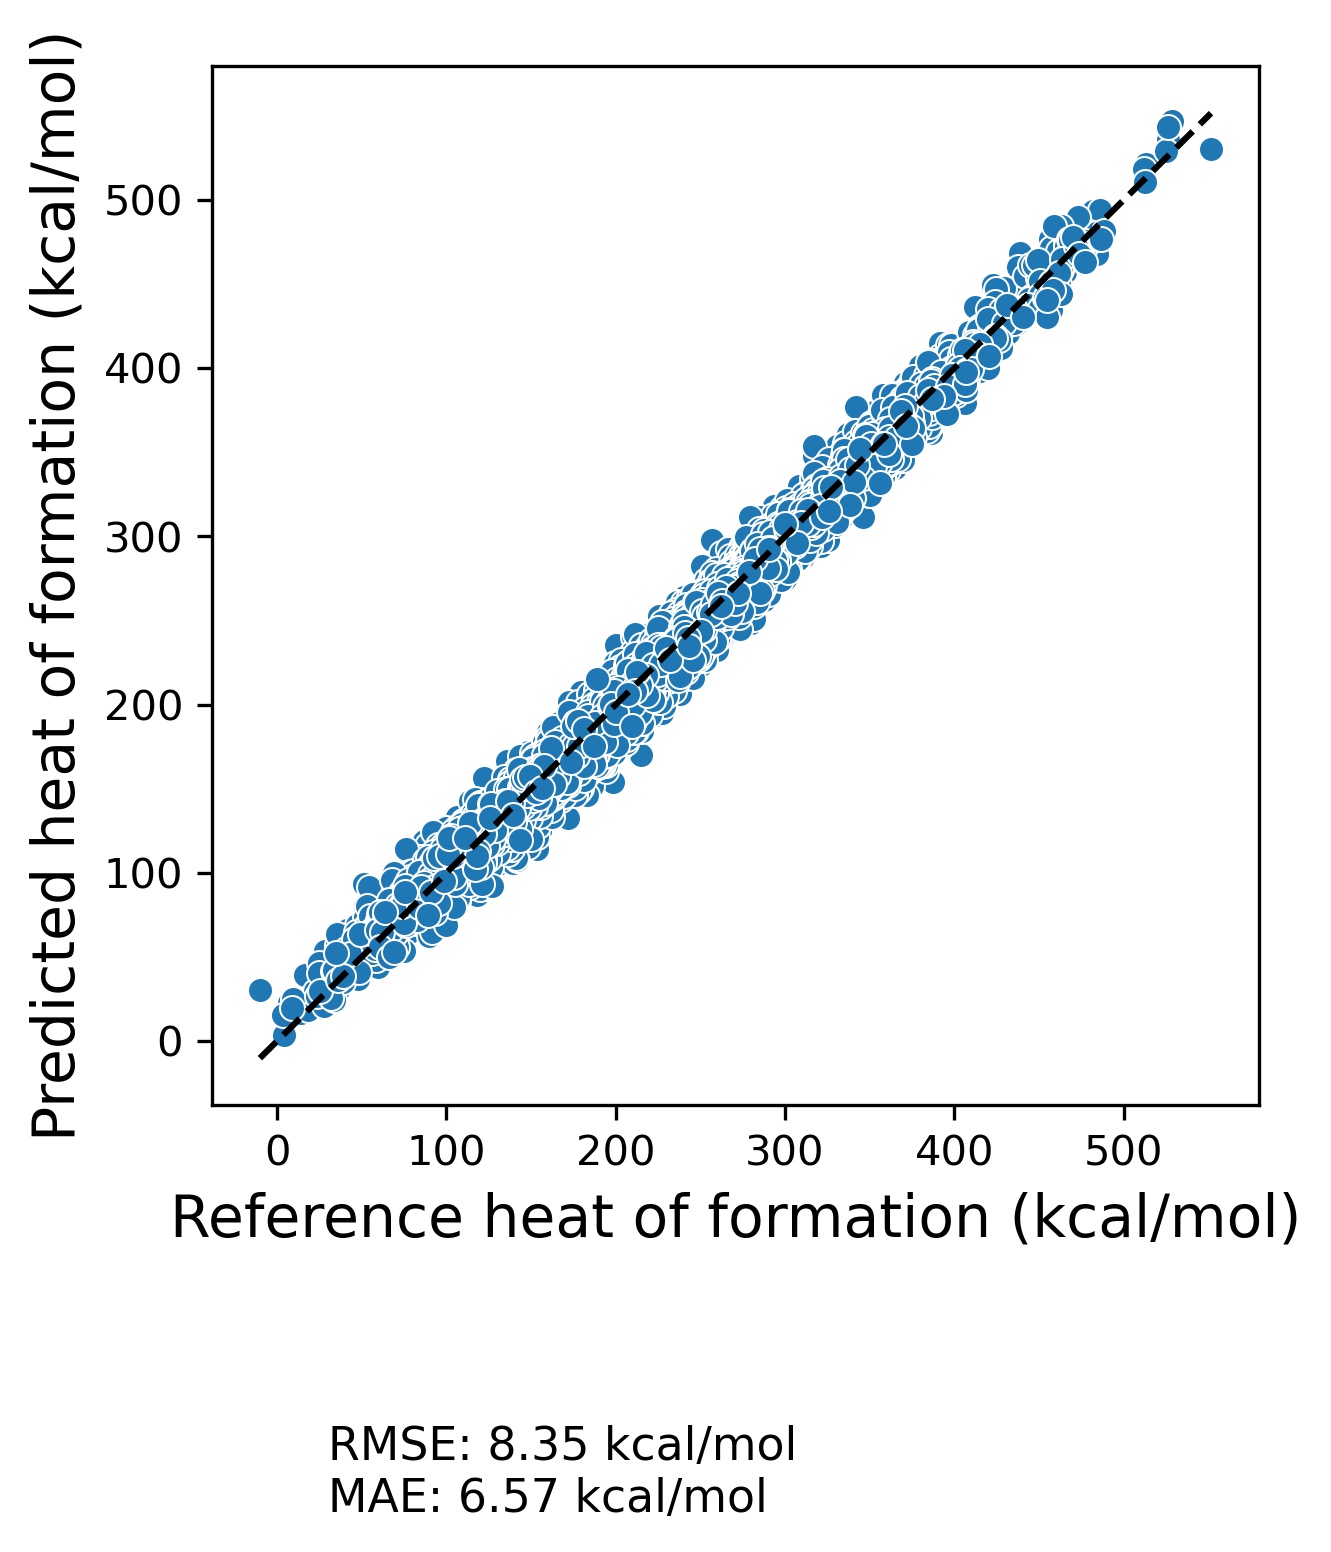 Predicted heat of formation (kcal/mol)
500
400
300
200
100
0
0 100 200 300 400 500
Reference heat of formation (kcal/mol)
RMSE: 8.35 kcal/mol
MAE: 6.57 kcal/mol